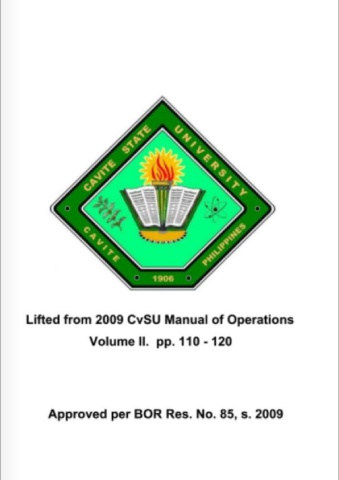 CAVITE STATE UNIVERSITY
CAVITE
1906
PHILIPPINES
Lifted from 2009 CvSU Manual of Operations
Volume II. pp. 110 - 120
Approved per BOR Res. No. 85, s. 2009